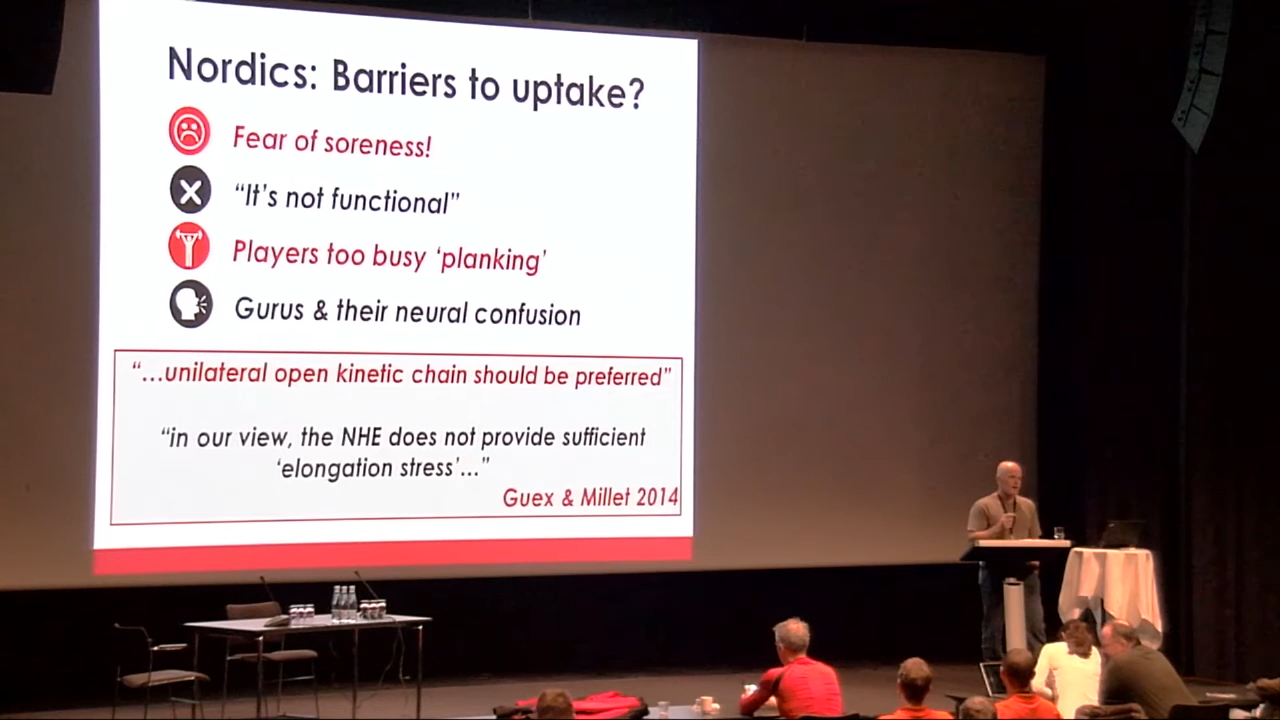 Nordics: Barriers to uptake?
Fear of soreness!
“It’s not functional”
Players too busy ‘planking’
Gurus & their neural confusion
“...unilateral open kinetic chain should be preferred”
“in our view, the NHE does not provide sufficient
‘elongation stress’...”
Guex & Millet 2014